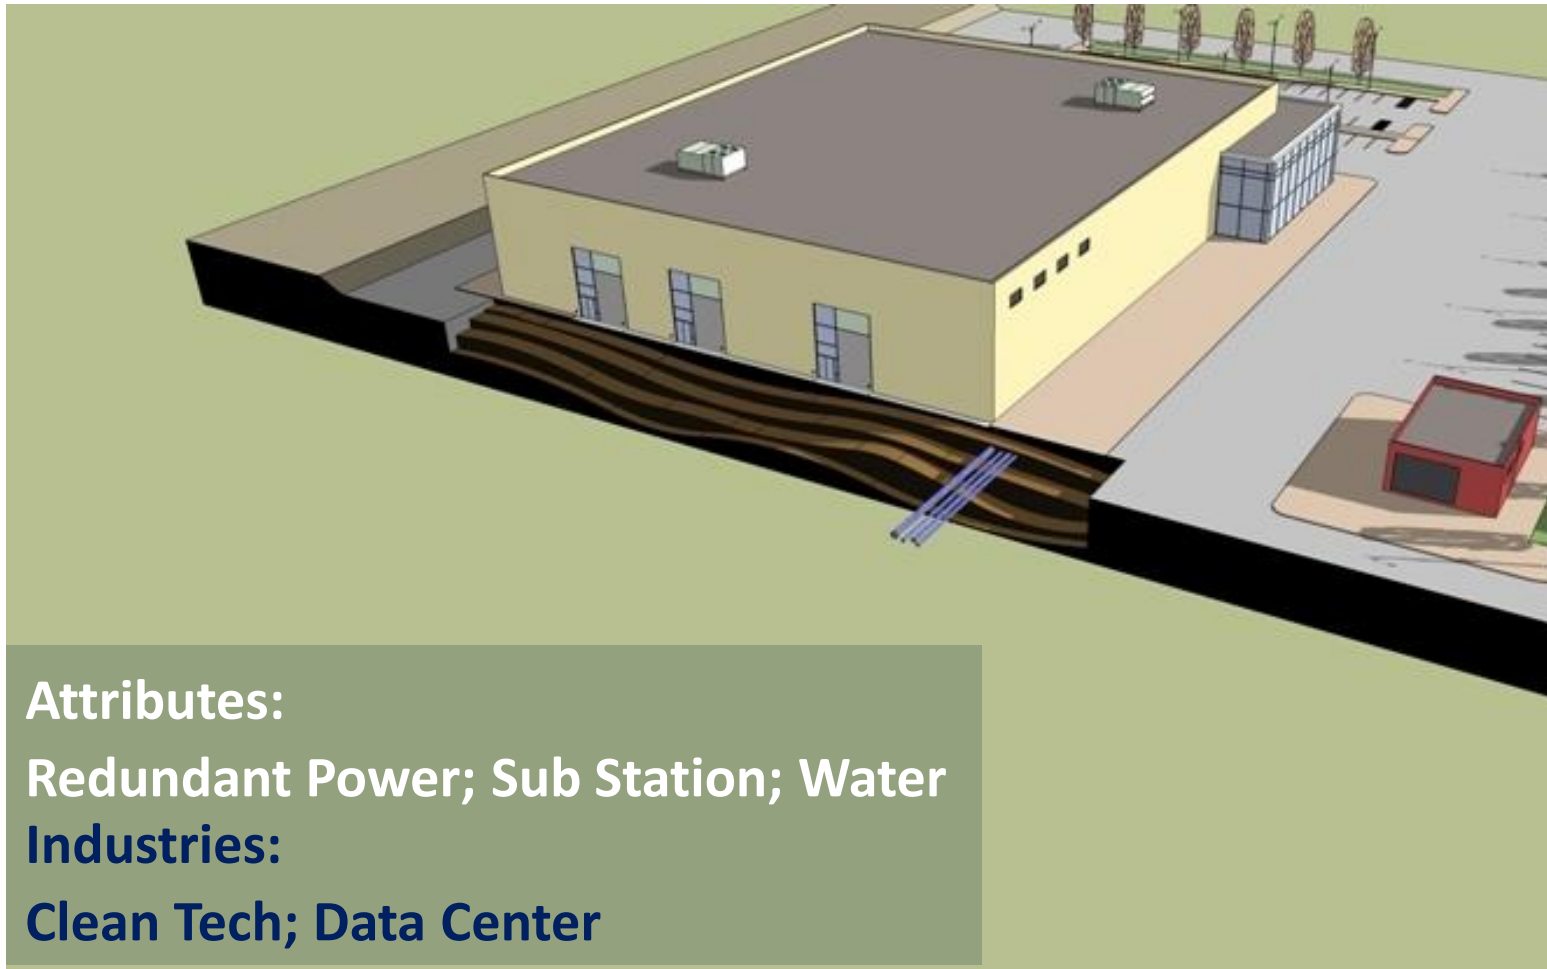 Attributes:
Redundant Power; Sub Station; Water
Industries:
Clean Tech; Data Center